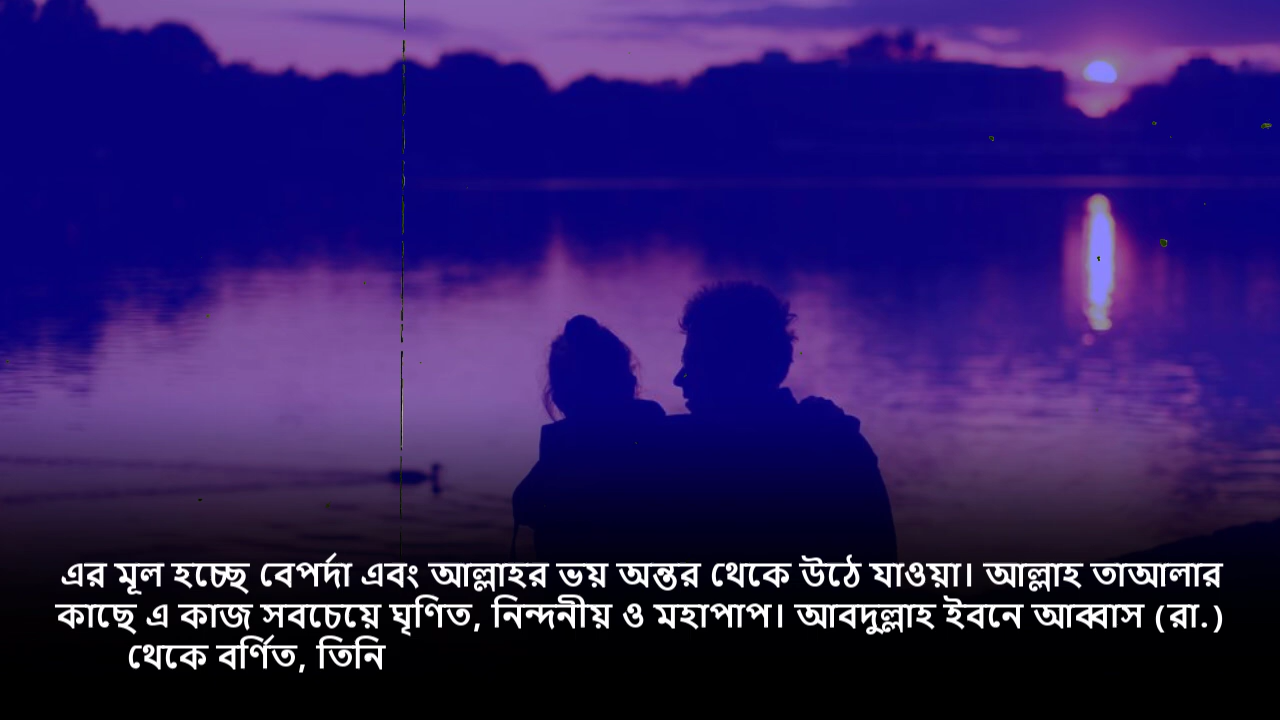 এর মূল হচ্ছে বেপর্দা এবং আল্লাহর ভয় অন্তর থেকে উঠে যাওয়া। আল্লাহ তাআলার
কাছে এ কাজ সবচেয়ে ঘৃণিত, নিন্দনীয় ও মহাপাপ। আবদুল্লাহ ইবনে আব্বাস (রা.)
থেকে বর্ণিত, তিনি